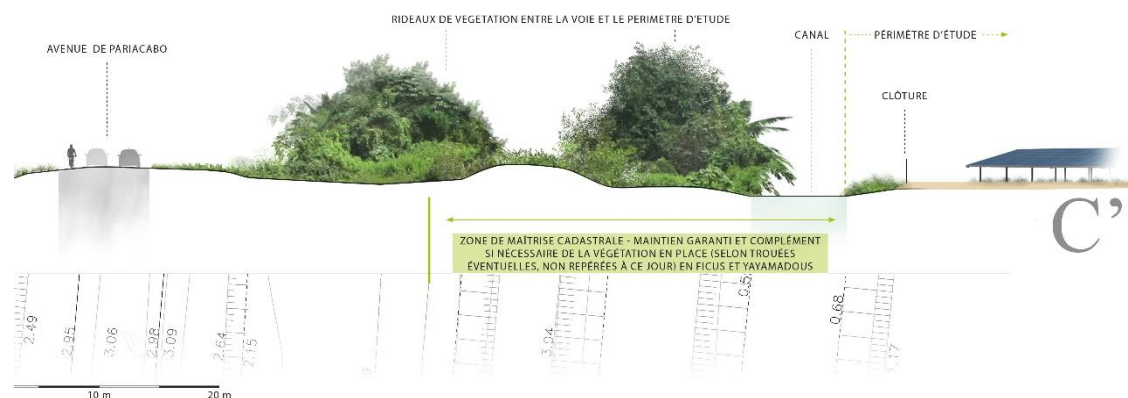 RIDEAUX DE VEGETATION ENTRE LA VOIE ET LE PERIMETRE D'ETUDE
AVENUE DE PARIACABO
CANAL
PÉRIMÈTRE D'ÉTUDE
CLÔTURE
C'
ZONE DE MAÎTRISE CADASTRALE - MAINTIEN GARANTI ET COMPLÉMENT
SI NÉCESSAIRE DE LA VÉGÉTATION EN PLACE (SELON TROUÉES
ÉVENTUELLES, NON REPÉRÉES À CE JOUR) EN FICUS ET YAYAMADOUS
2.49
2.95
3.06
2.98
3.09
2.64
3.04
0.68
10 m
20 m